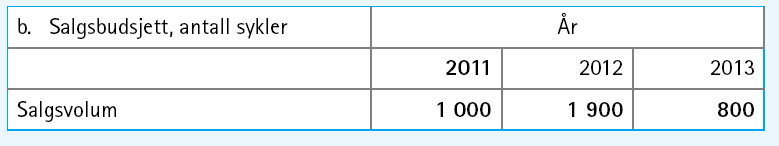 b. Salgsbudsjett, antall sykler År
2011 2012 2013
Salgsvolum 1 000 1 900 800